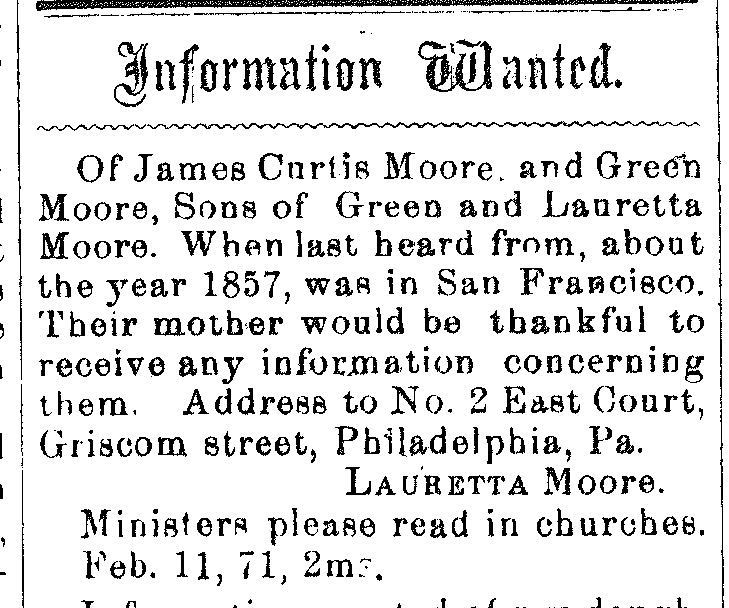 Information Wanted.
Of James Curtis Moore, and Green
Moore, Sons of Green and Lauretta
Moore. When last heard from, about
the year 1857, was in San Francisco.
Their mother would be thankful to
receive any information concerning
them. Address to No. 2 East Court,
Griscom street, Philadelphia, Pa.
LAURETTA MOORE.
Ministers please read in churches.
Feb. 11, 71, 2ms.